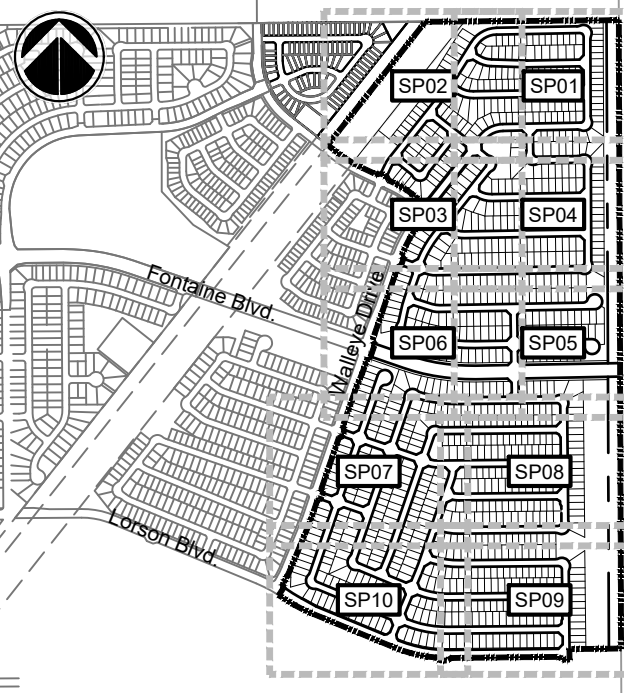 SP02
SP01
SP03
SP04
Fontaine Blvd.
Walleye Drive
SP06
SP05
SP07
SP08
Lorson Blvd.
SP10
SP09